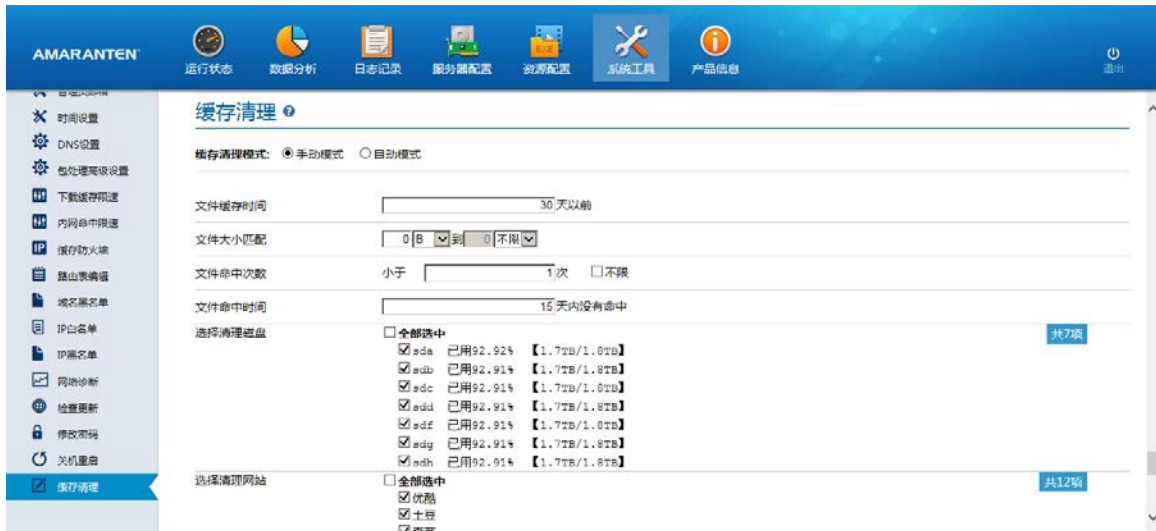 AMARANTEN
运行状态
数据分析
日志记录
服务器配置
资源配置
系统工具
产品信息
退出
时间设置
DNS设置
包处理高级设置
下载缓存限速
内网命中限速
缓存防火墙
路由表编辑
域名黑名单
IP白名单
IP黑名单
网络诊断
检查更新
修改密码
关机重启
缓存清理
缓存清理
缓存清理模式: 手动模式 自动模式
文件缓存时间 30 天以前
文件大小匹配 0 B 到 0 不限
文件命中次数 小于 1 次 不限
文件命中时间 15 天内没有命中
选择清理磁盘 全部选中 共7项
sda 已用92.92% 【1.7TB/1.8TB】
sdb 已用92.91% 【1.7TB/1.8TB】
sdc 已用92.91% 【1.7TB/1.8TB】
sdd 已用92.91% 【1.7TB/1.8TB】
sdf 已用92.91% 【1.7TB/1.8TB】
sdg 已用92.91% 【1.7TB/1.8TB】
sdh 已用92.91% 【1.7TB/1.8TB】
选择清理网站 全部选中 共12项
优酷
土豆